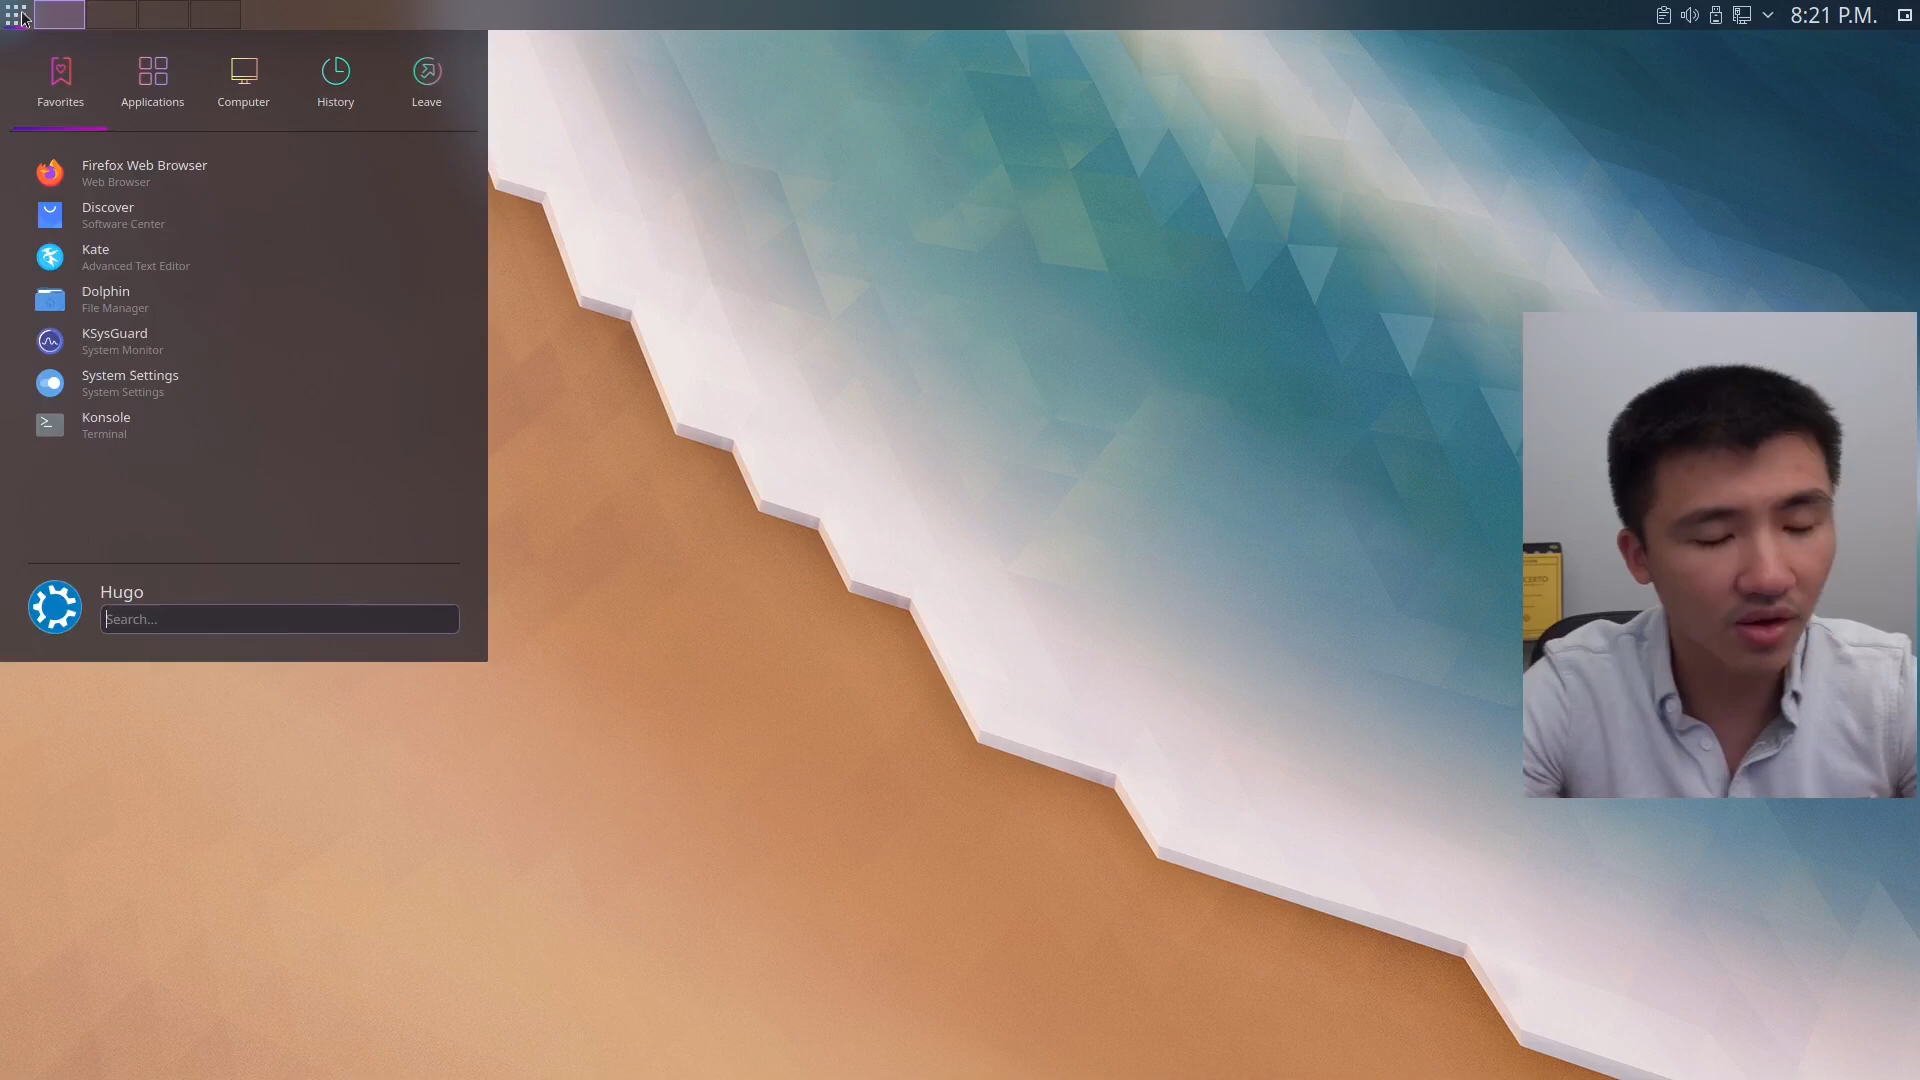 8:21 P.M.
Favorites
Applications
Computer
History
Leave
Firefox Web Browser
Web Browser
Discover
Software Center
Kate
Advanced Text Editor
Dolphin
File Manager
KSysGuard
System Monitor
System Settings
System Settings
Konsole
Terminal
Hugo
Search...